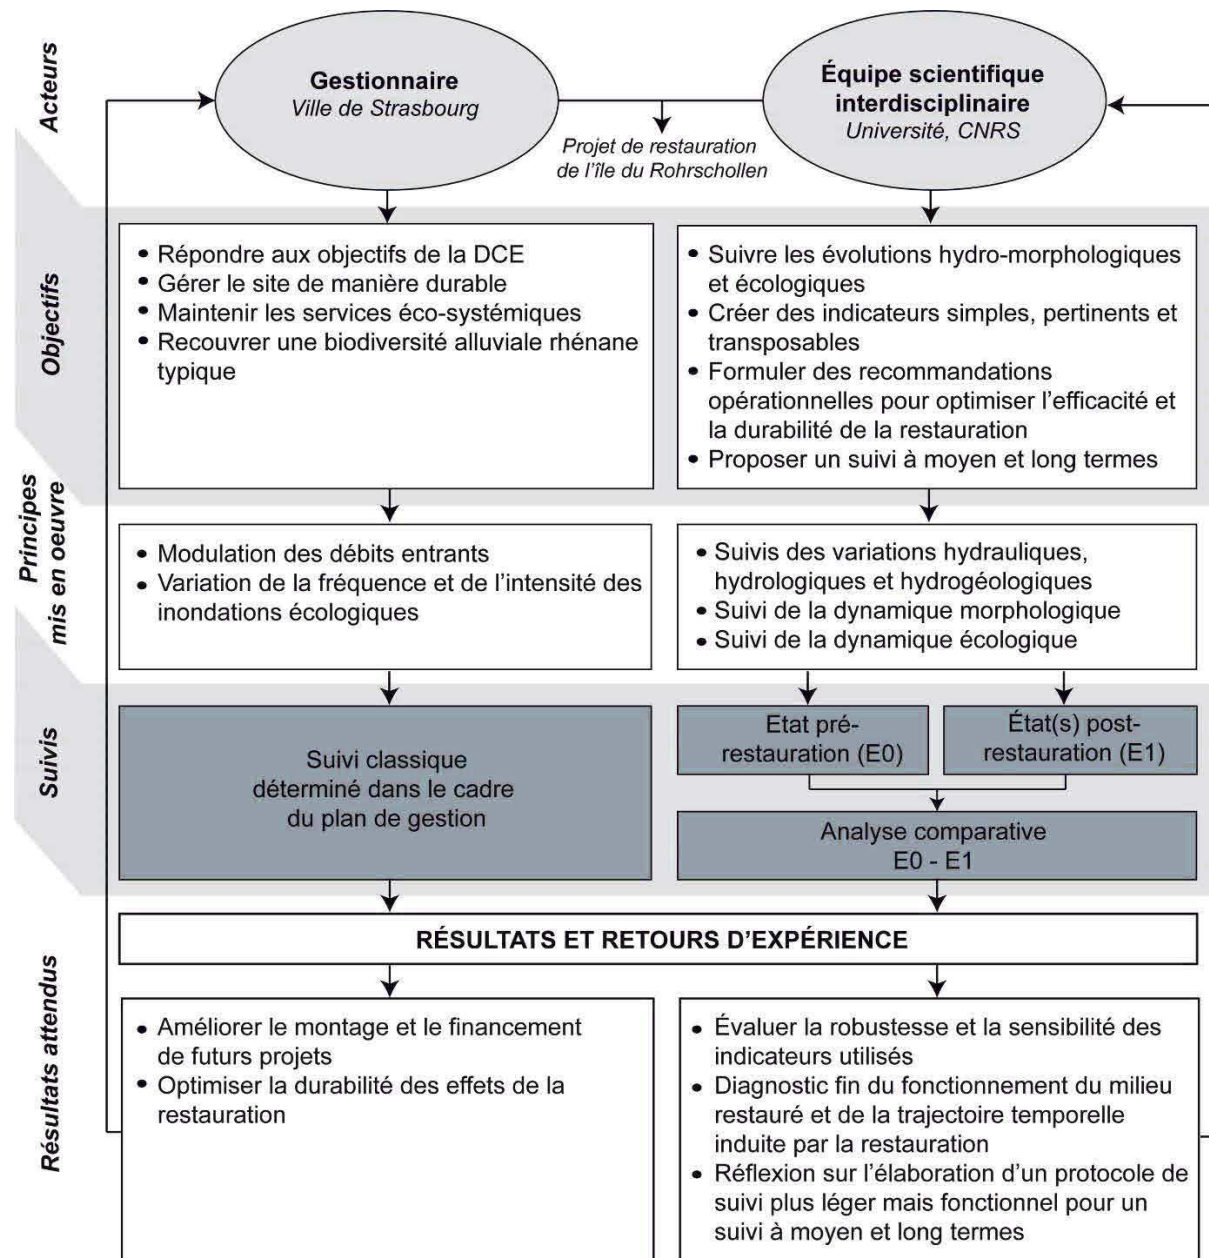 Acteurs
Gestionnaire
Ville de Strasbourg
Équipe scientifique
interdisciplinaire
Université, CNRS
Projet de restauration
de l'île du Rohrschollen
Objectifs
• Répondre aux objectifs de la DCE
• Gérer le site de manière durable
• Maintenir les services éco-systémiques
• Recouvrer une biodiversité alluviale rhénane
typique
• Suivre les évolutions hydro-morphologiques
et écologiques
• Créer des indicateurs simples, pertinents et
transposables
• Formuler des recommandations
opérationnelles pour optimiser l'efficacité et
la durabilité de la restauration
• Proposer un suivi à moyen et long termes
Principes
mis en oeuvre
• Modulation des débits entrants
• Variation de la fréquence et de l'intensité des
inondations écologiques
• Suivis des variations hydrauliques,
hydrologiques et hydrogéologiques
• Suivi de la dynamique morphologique
• Suivi de la dynamique écologique
Suivis
Suivi classique
déterminé dans le cadre
du plan de gestion
Etat pré-
restauration (E0)
État(s) post-
restauration (E1)
Analyse comparative
E0 - E1
RÉSULTATS ET RETOURS D'EXPÉRIENCE
Résultats attendus
• Améliorer le montage et le financement
de futurs projets
• Optimiser la durabilité des effets de la
restauration
• Évaluer la robustesse et la sensibilité des
indicateurs utilisés
• Diagnostic fin du fonctionnement du milieu
restauré et de la trajectoire temporelle
induite par la restauration
• Réflexion sur l'élaboration d'un protocole de
suivi plus léger mais fonctionnel pour un
suivi à moyen et long termes